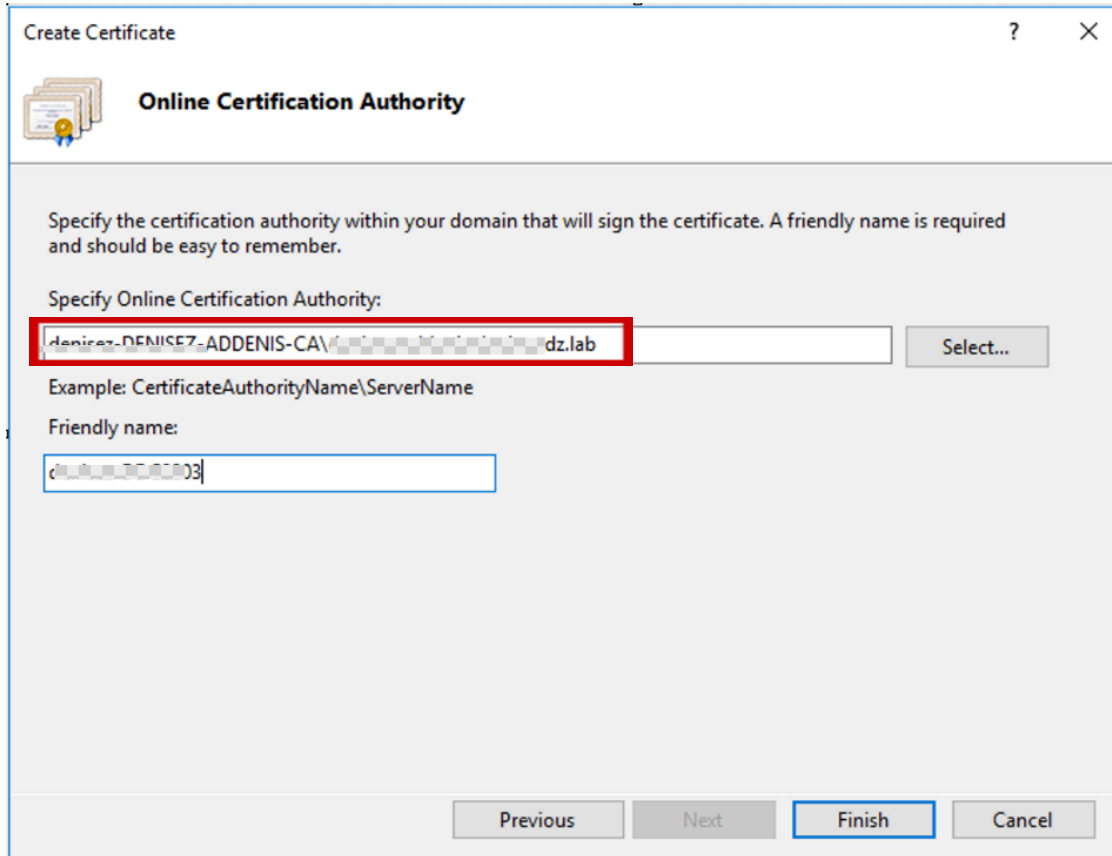 Create Certificate ?
Online Certification Authority
Specify the certification authority within your domain that will sign the certificate. A friendly name is required
and should be easy to remember.
Specify Online Certification Authority:
denisez-DENISEZ-ADDENIS-CA\ dz.lab
Select...
Example: CertificateAuthorityName\ServerName
Friendly name:
Previous Next Finish Cancel